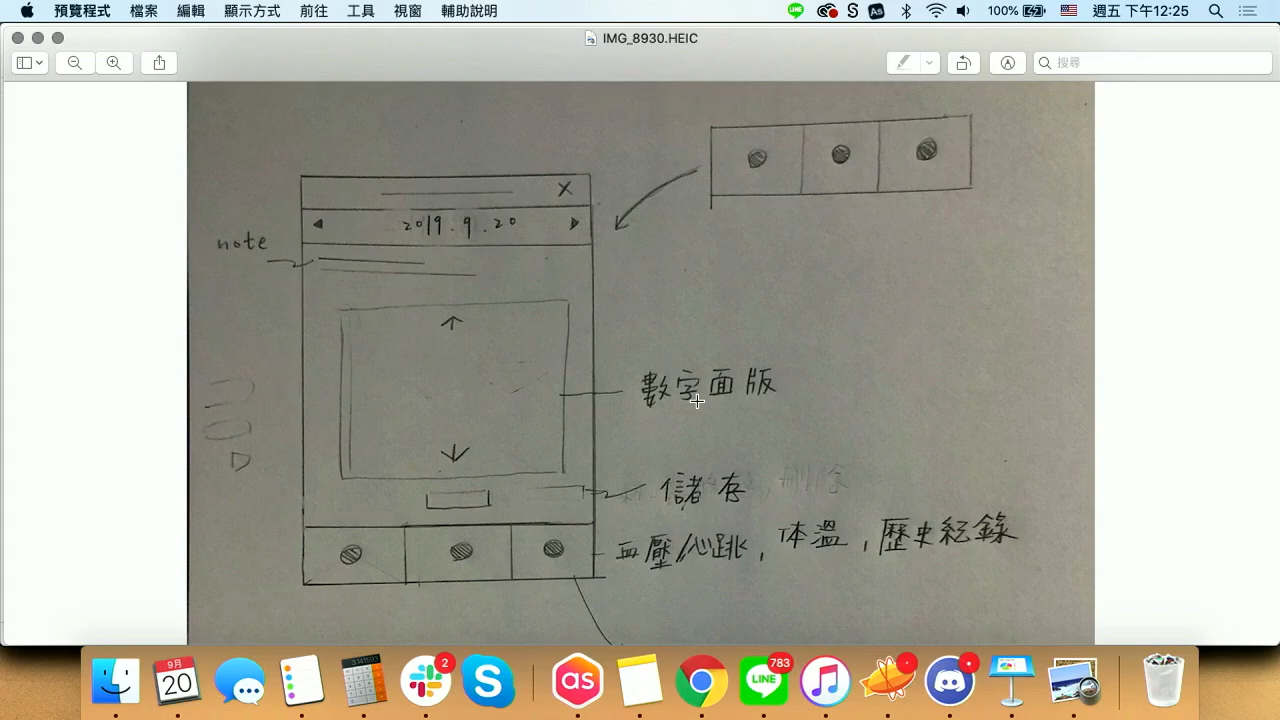 預覽程式 檔案 編輯 顯示方式 前往 工具 視窗 輔助說明 100% 週五 下午12:25
IMG_8930.HEIC
搜尋
X
2019.9.20
note
數字面版
儲存
刪除
血壓/心跳, 体溫, 歷史紀錄
9月
20
2
783